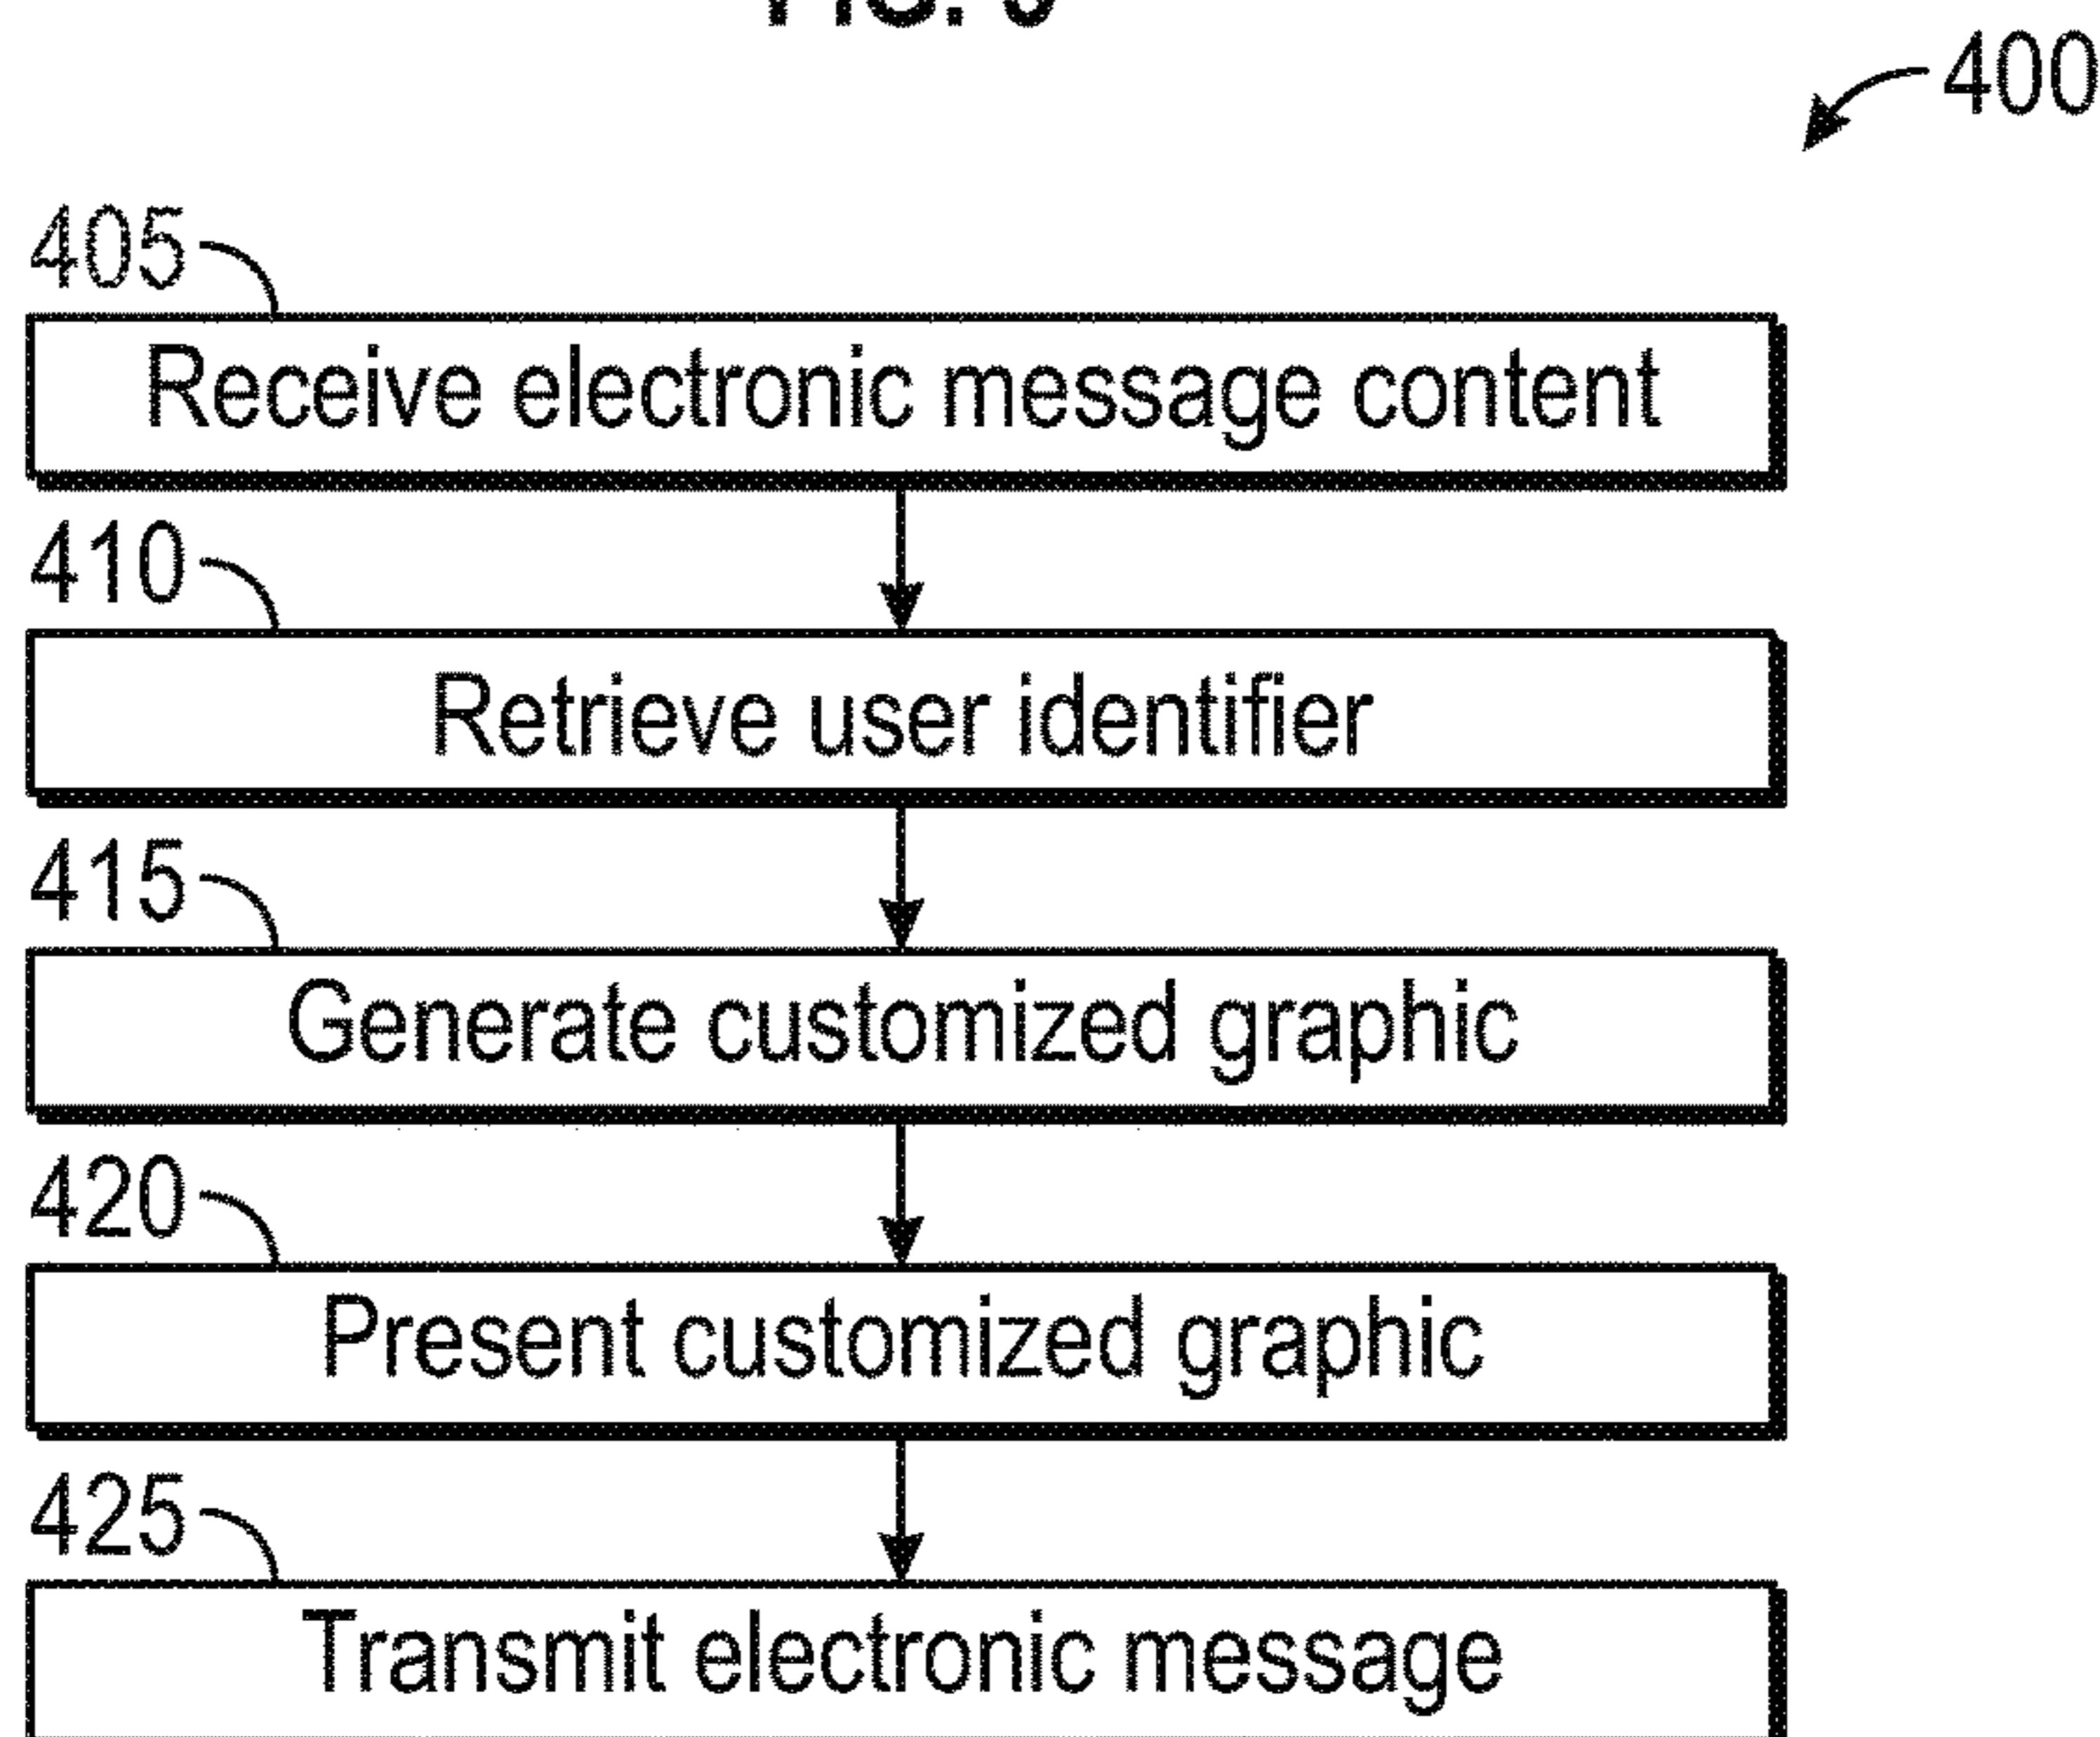 400
405
Receive electronic message content
410
Retrieve user identifier
415
Generate customized graphic
420
Present customized graphic
425
Transmit electronic message